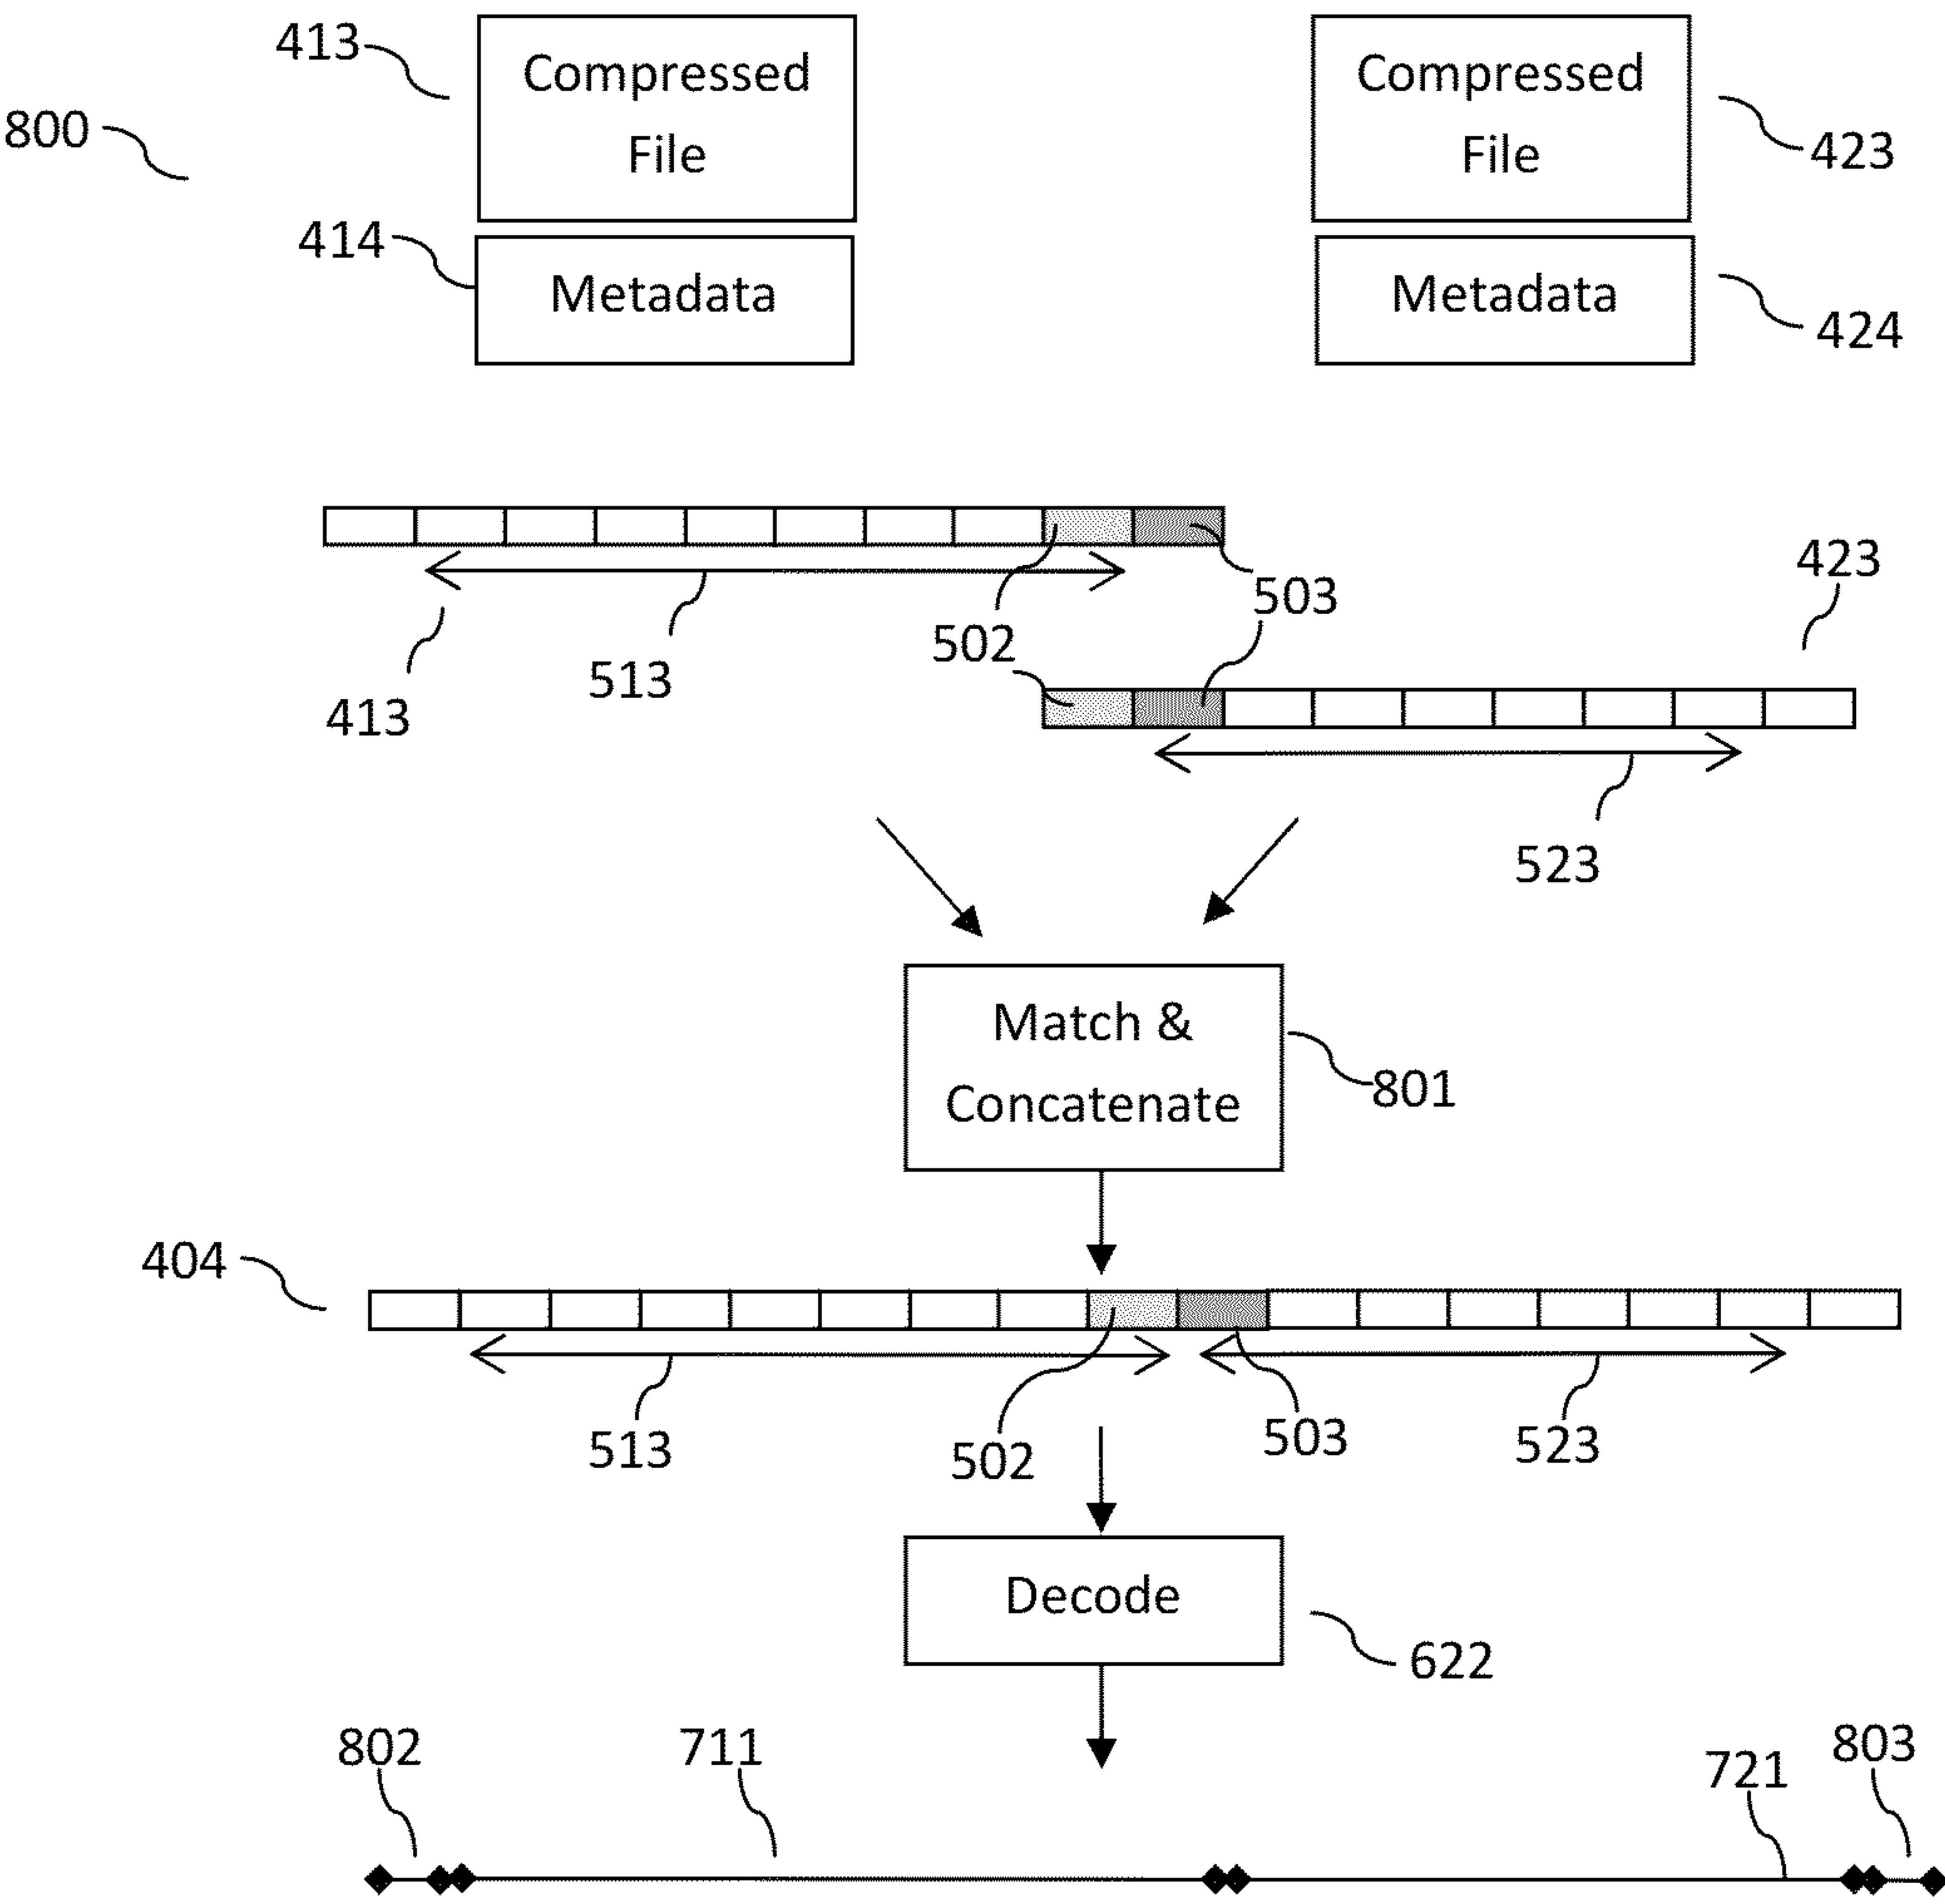 413
Compressed
File
Compressed
File
423
800
414
Metadata
Metadata
424
423
503
502
513
413
523
Match &
Concatenate
801
404
513
502
503
523
Decode
622
802
711
721
803